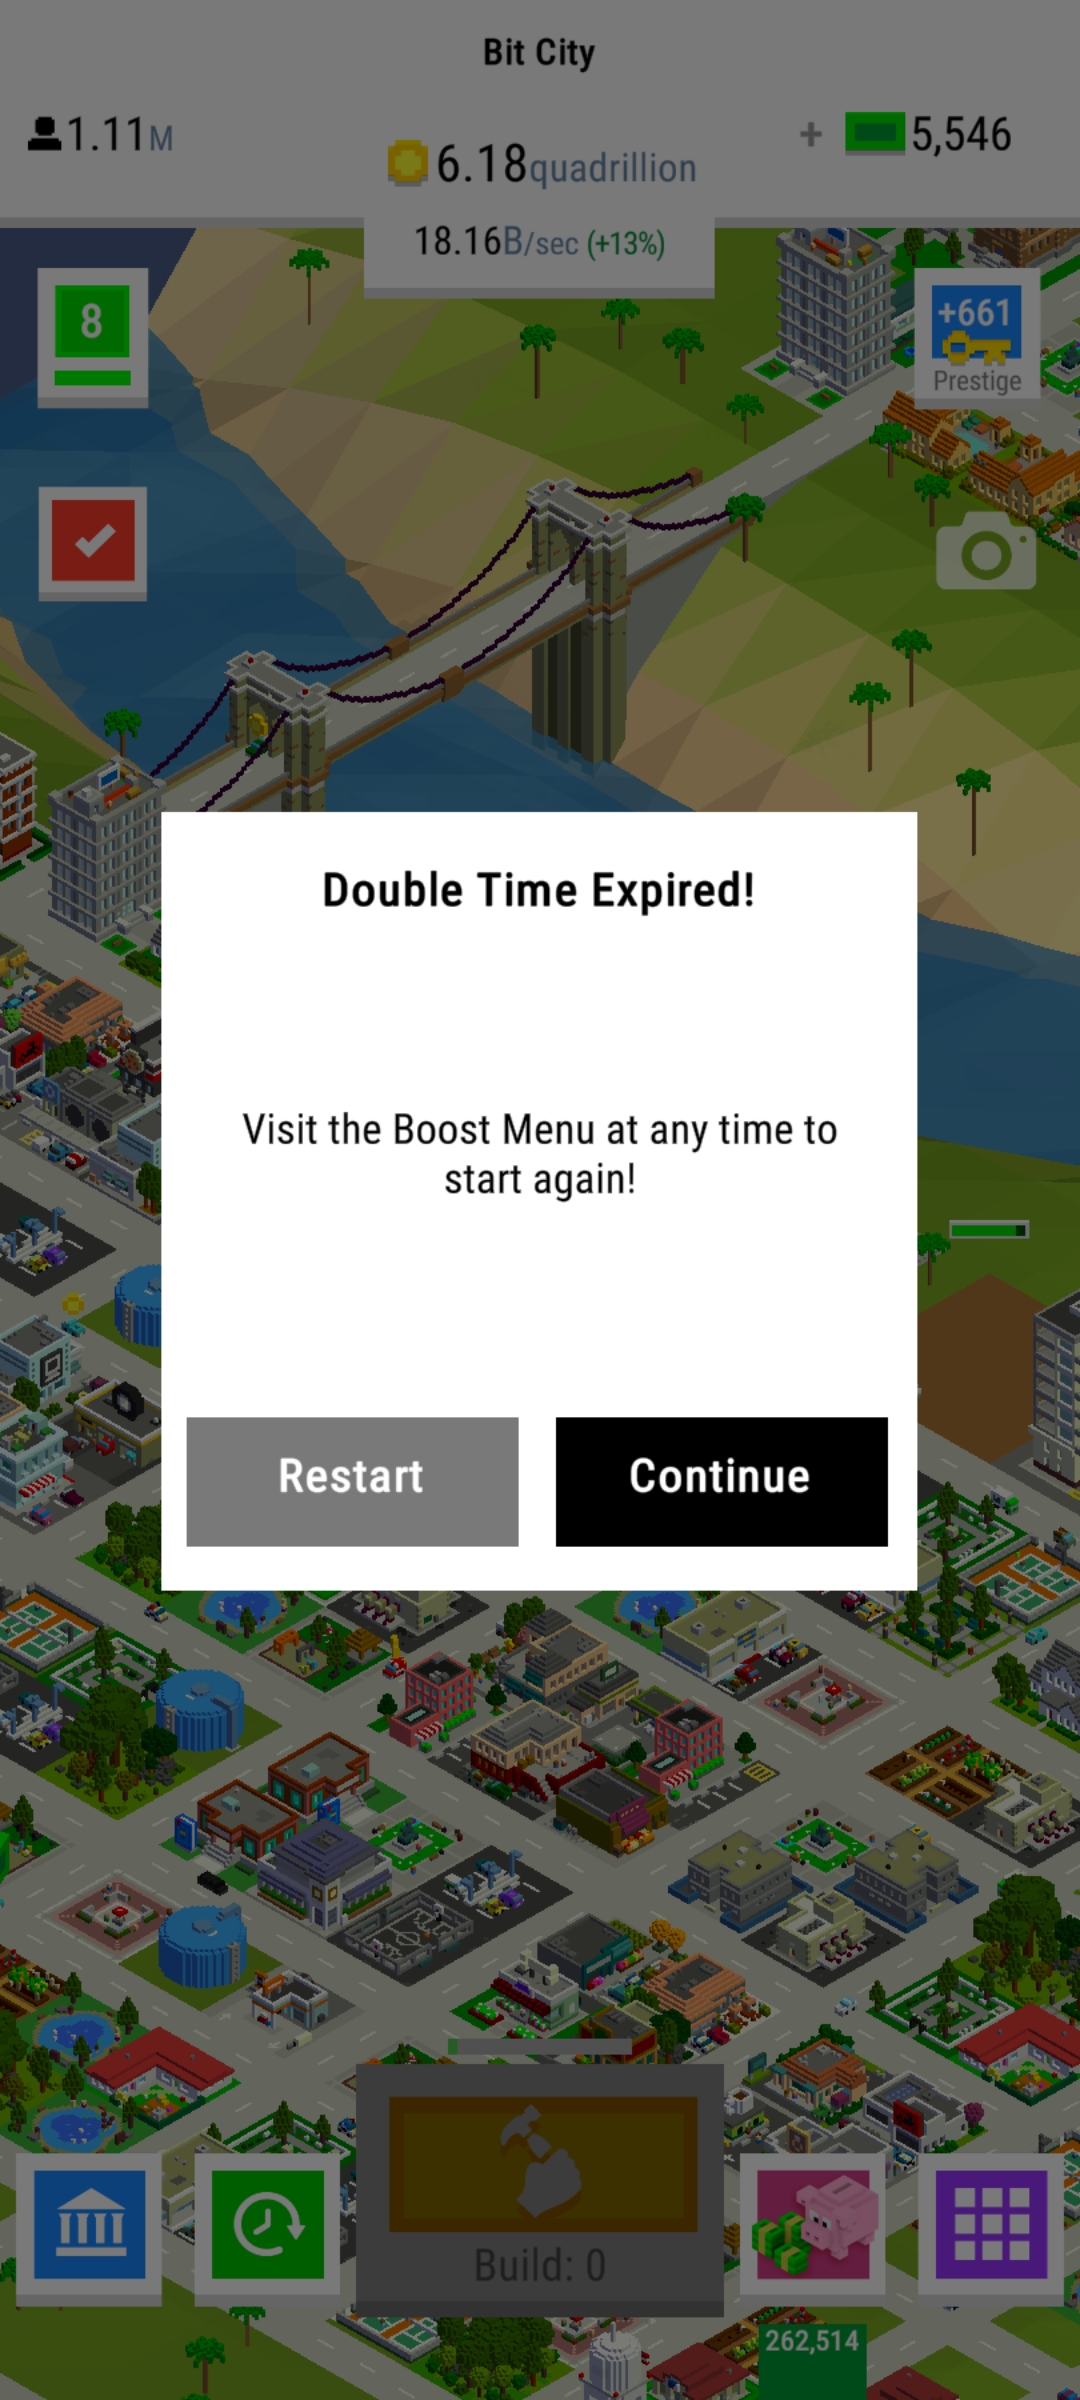 Bit City
1.11M
6.18quadrillion
+ 5,546
18.16B/sec (+13%)
8
+661
Prestige
Double Time Expired!
Visit the Boost Menu at any time to
start again!
Restart
Continue
Build: 0
262,514